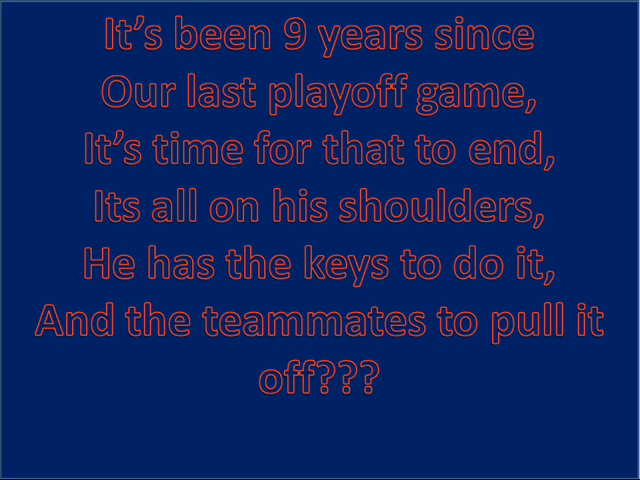 It’s been 9 years since
Our last playoff game,
It’s time for that to end,
Its all on his shoulders,
He has the keys to do it,
And the teammates to pull it
off???